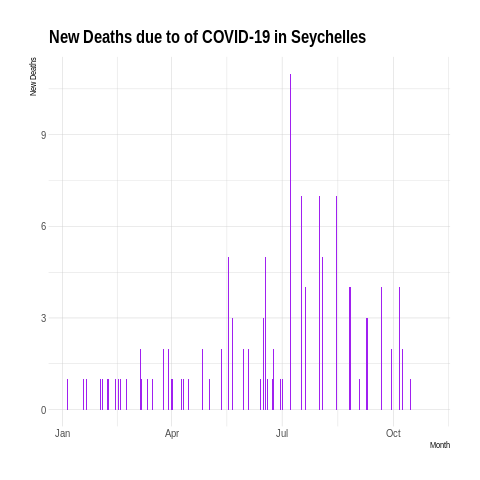 New Deaths due to of COVID-19 in Seychelles
New Deaths
9
6
3
0
Jan Apr Jul Oct
Month